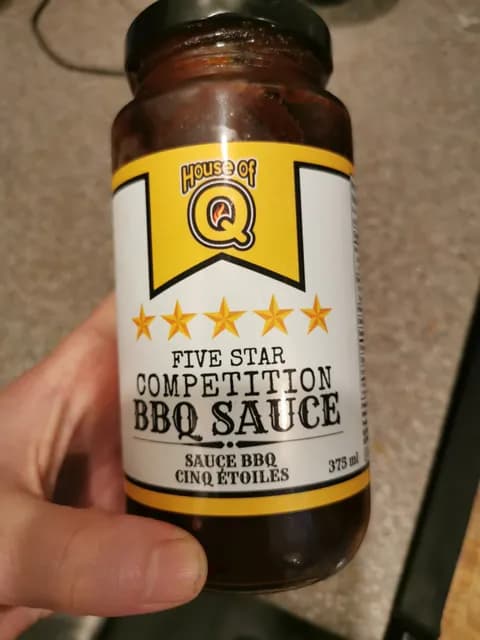 House of
Q
FIVE STAR
COMPETITION
BBQ SAUCE
SAUCE BBQ
CINQ ÉTOILES
375 ml